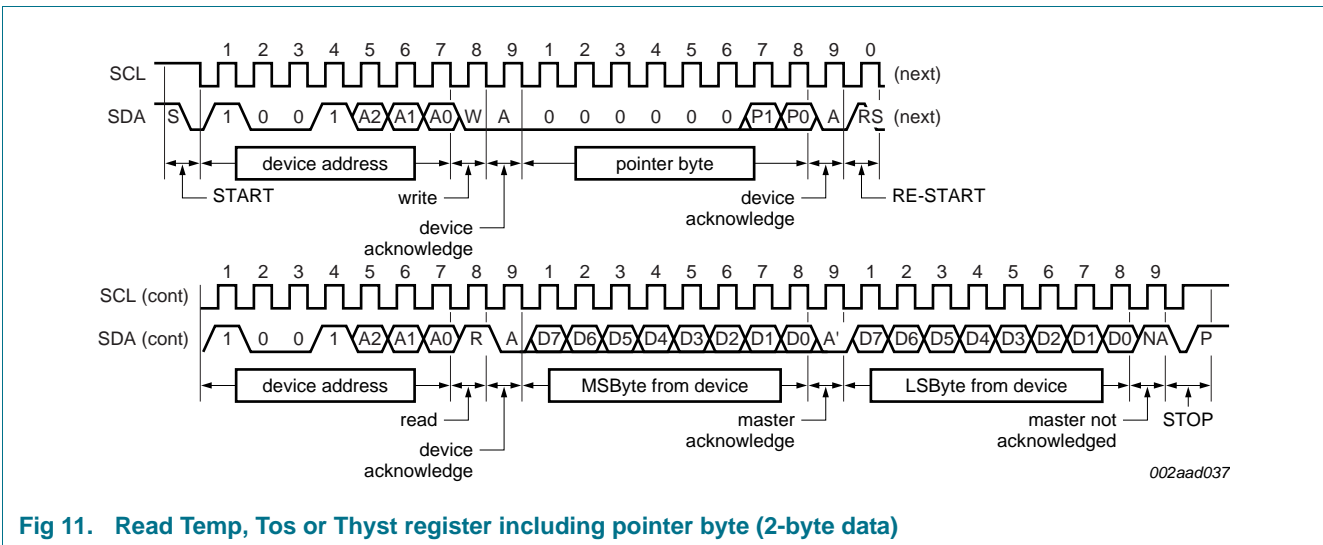 1 2 3 4 5 6 7 8 9 1 2 3 4 5 6 7 8 9 0
SCL (next)
SDA S 1 0 0 1 A2 A1 A0 W A 0 0 0 0 0 0 P1 P0 A RS (next)
device address pointer byte
START write device RE-START
acknowledge
device
acknowledge
1 2 3 4 5 6 7 8 9 1 2 3 4 5 6 7 8 9 1 2 3 4 5 6 7 8 9
SCL (cont)
SDA (cont) 1 0 0 1 A2 A1 A0 R A D7 D6 D5 D4 D3 D2 D1 D0 A' D7 D6 D5 D4 D3 D2 D1 D0 NA P
device address MSByte from device LSByte from device
read master master not STOP
acknowledge acknowledged
device
acknowledge
002aad037
Fig 11. Read Temp, Tos or Thyst register including pointer byte (2-byte data)